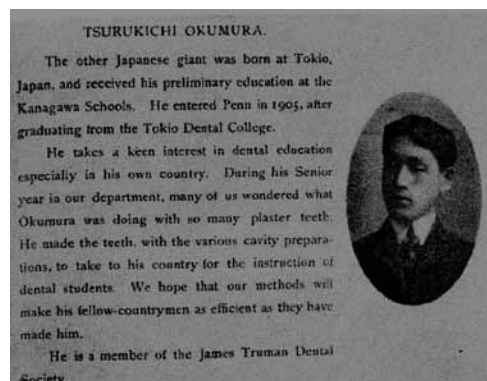 TSURUKICHI OKUMURA.
The other Japanese giant was born at Tokio,
Japan, and received his preliminary education at the
Kanagawa Schools. He entered Penn in 1905, after
graduating from the Tokio Dental College.
He takes a keen interest in dental education
especially in his own country. During his Senior
year in our department, many of us wondered what
Okumura was doing with so many plaster teeth.
He made the teeth, with the various cavity prepara-
tions, to take to his country for the instruction of
dental students. We hope that our methods will
make his fellow-countrymen as efficient as they have
made him.
He is a member of the James Truman Dental
Society.